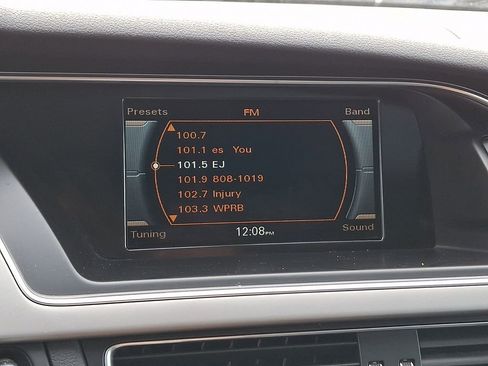 Presets FM Band
100.7
101.1 es You
101.5 EJ
101.9 808-1019
102.7 Injury
103.3 WPRB
Tuning 12:08PM Sound